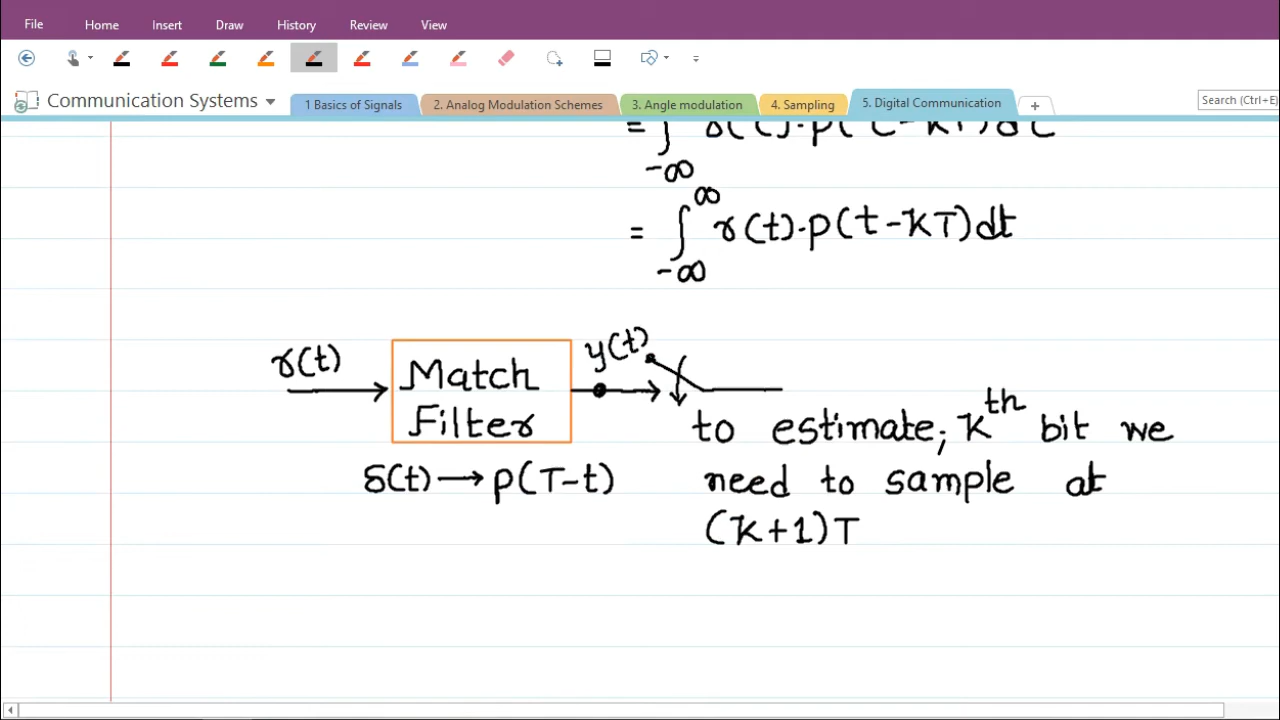 File Home Insert Draw History Review View
Communication Systems 1 Basics of Signals 2. Analog Modulation Schemes 3. Angle modulation 4. Sampling 5. Digital Communication + Search (Ctrl+E)
-∞
= ∫ r(t)·p(t-kT)dt
∞
-∞
r(t)
Match
Filter
y(t)
δ(t) → p(T-t)
to estimate; kth bit we
need to sample at
(k+1)T